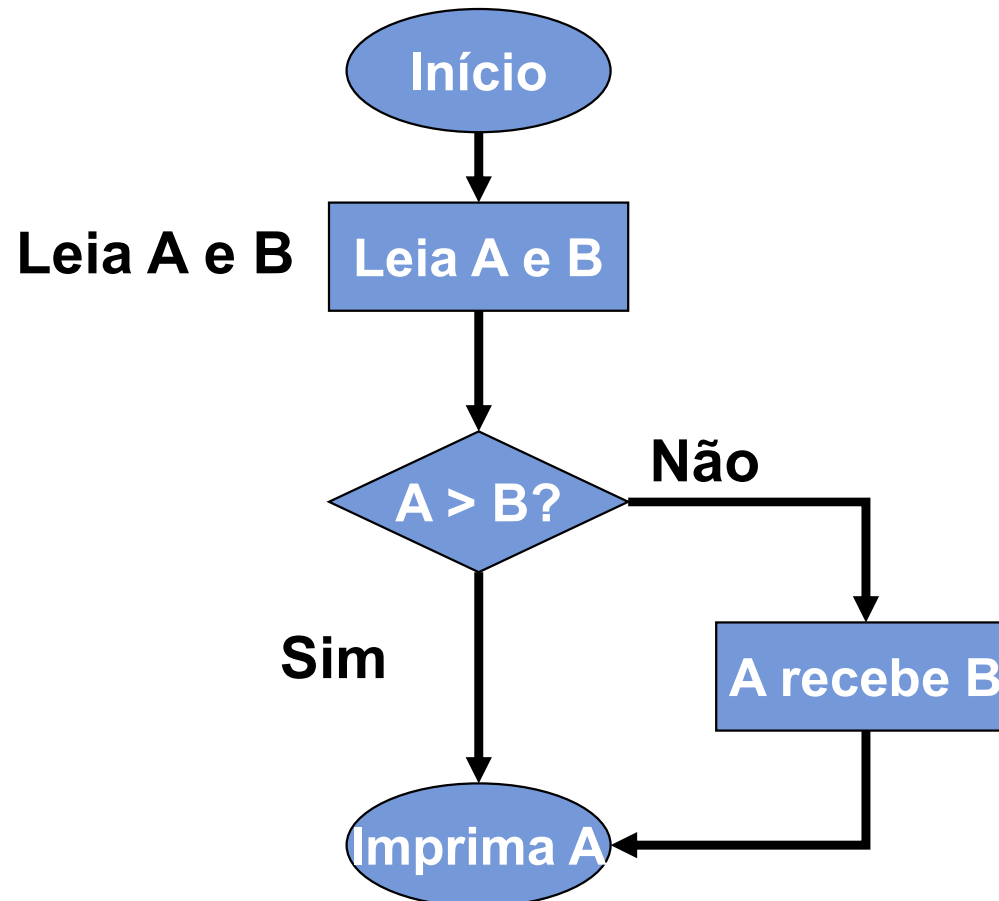 Início
Leia A e B
Leia A e B
A > B?
Não
Sim
A recebe B
Imprima A